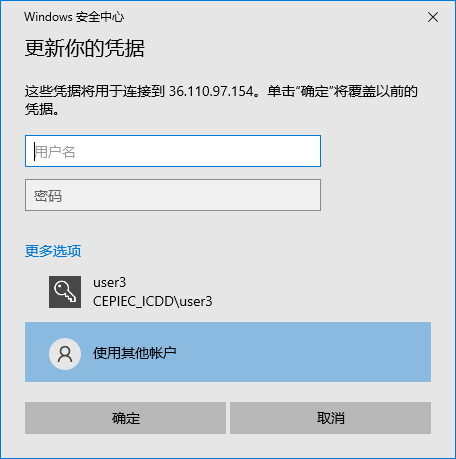 Windows 安全中心
更新你的凭据
这些凭据将用于连接到 36.110.97.154。单击“确定”将覆盖以前的
凭据。
用户名
密码
更多选项
user3
CEPIEC_ICDD\user3
使用其他帐户
确定
取消